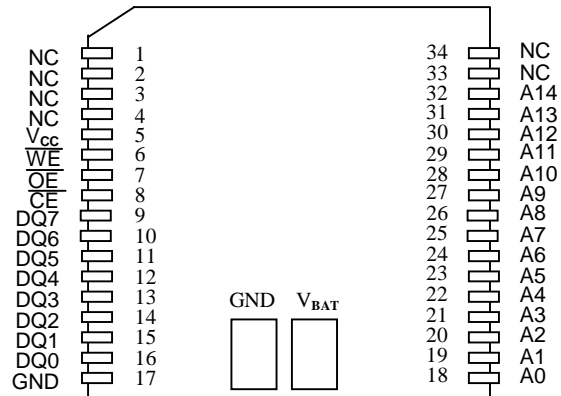 NC 1 34 NC
NC 2 33 NC
NC 3 32 A14
NC 4 31 A13
Vcc 5 30 A12
W̅E̅ 6 29 A11
O̅E̅ 7 28 A10
C̅E̅ 8 27 A9
DQ7 9 26 A8
DQ6 10 25 A7
DQ5 11 24 A6
DQ4 12 23 A5
DQ3 13 GND VBAT 22 A4
DQ2 14 21 A3
DQ1 15 20 A2
DQ0 16 19 A1
GND 17 18 A0